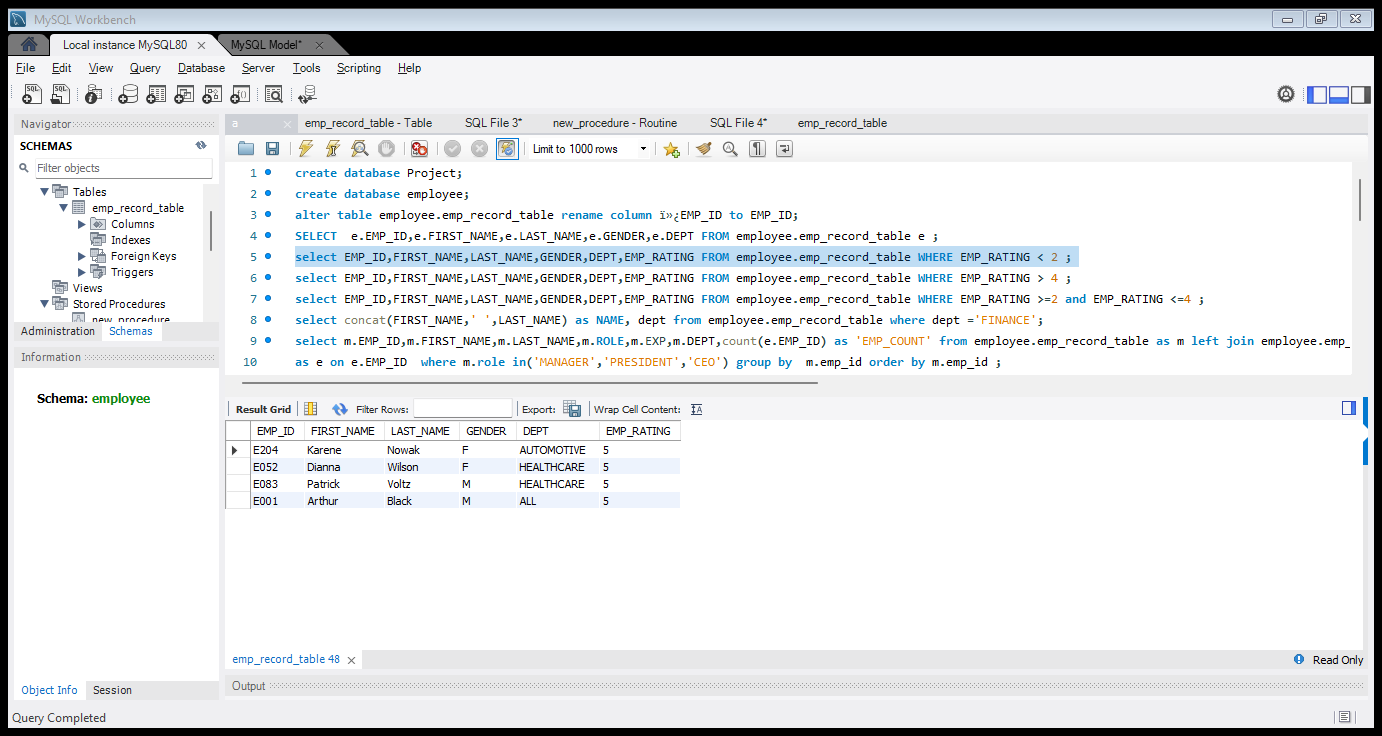 MySQL Workbench
Local instance MySQL80
MySQL Model*
File Edit View Query Database Server Tools Scripting Help
Navigator
SCHEMAS
Filter objects
Tables
emp_record_table
Columns
Indexes
Foreign Keys
Triggers
Views
Stored Procedures
new_procedure
Administration Schemas
Information
Schema: employee
Object Info Session
Query Completed
a emp_record_table - Table SQL File 3* new_procedure - Routine SQL File 4* emp_record_table
Limit to 1000 rows
1 create database Project;
2 create database employee;
3 alter table employee.emp_record_table rename column ï»¿EMP_ID to EMP_ID;
4 SELECT  e.EMP_ID,e.FIRST_NAME,e.LAST_NAME,e.GENDER,e.DEPT FROM employee.emp_record_table e ;
5 select EMP_ID,FIRST_NAME,LAST_NAME,GENDER,DEPT,EMP_RATING FROM employee.emp_record_table WHERE EMP_RATING < 2 ;
6 select EMP_ID,FIRST_NAME,LAST_NAME,GENDER,DEPT,EMP_RATING FROM employee.emp_record_table WHERE EMP_RATING > 4 ;
7 select EMP_ID,FIRST_NAME,LAST_NAME,GENDER,DEPT,EMP_RATING FROM employee.emp_record_table WHERE EMP_RATING >=2 and EMP_RATING <=4 ;
8 select concat(FIRST_NAME,' ',LAST_NAME) as NAME, dept from employee.emp_record_table where dept ='FINANCE';
9 select m.EMP_ID,m.FIRST_NAME,m.LAST_NAME,m.ROLE,m.EXP,m.DEPT,count(e.EMP_ID) as 'EMP_COUNT' from employee.emp_record_table as m left join employee.emp_
10 as e on e.EMP_ID  where m.role in('MANAGER','PRESIDENT','CEO') group by  m.emp_id order by m.emp_id ;
Result Grid Filter Rows: Export: Wrap Cell Content:
EMP_ID FIRST_NAME LAST_NAME GENDER DEPT EMP_RATING
E204 Karene Nowak F AUTOMOTIVE 5
E052 Dianna Wilson F HEALTHCARE 5
E083 Patrick Voltz M HEALTHCARE 5
E001 Arthur Black M ALL 5
emp_record_table 48
Read Only
Output